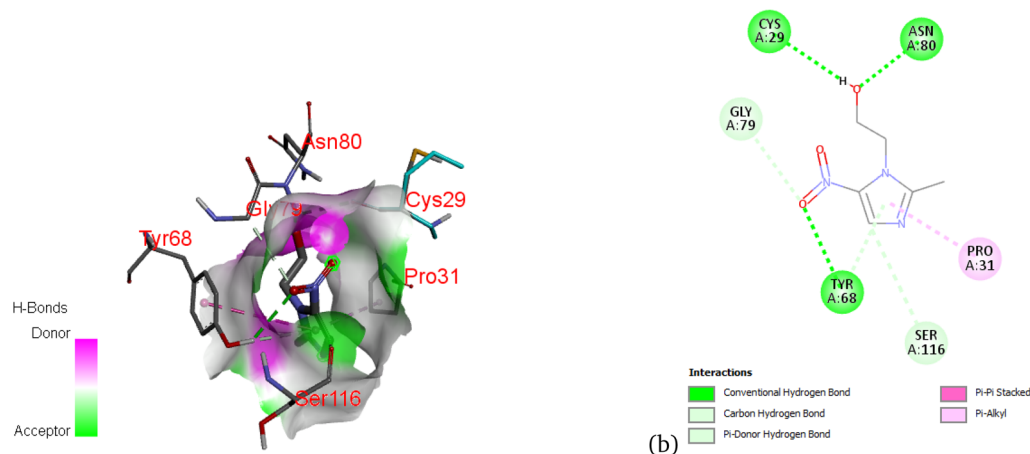 Asn80
Gly79
Cys29
Tyr68
Pro31
Ser116
H-Bonds
Donor
Acceptor
CYS
A:29
ASN
A:80
GLY
A:79
H
O
O
N
N
O
N
PRO
A:31
TYR
A:68
SER
A:116
(b)
Interactions
Conventional Hydrogen Bond
Carbon Hydrogen Bond
Pi-Donor Hydrogen Bond
Pi-Pi Stacked
Pi-Alkyl